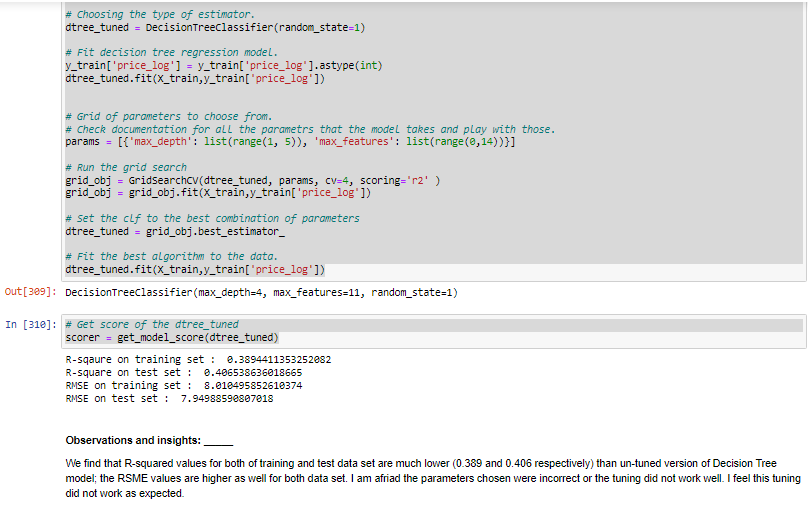 # Choosing the type of estimator.
dtree_tuned = DecisionTreeClassifier(random_state=1)
# Fit decision tree regression model.
y_train['price_log'] = y_train['price_log'].astype(int)
dtree_tuned.fit(X_train,y_train['price_log'])
# Grid of parameters to choose from.
# Check documentation for all the parametrs that the model takes and play with those.
params = [{'max_depth': list(range(1, 5)), 'max_features': list(range(0,14))}]
# Run the grid search
grid_obj = GridSearchCV(dtree_tuned, params, cv=4, scoring='r2' )
grid_obj = grid_obj.fit(X_train,y_train['price_log'])
# Set the clf to the best combination of parameters
dtree_tuned = grid_obj.best_estimator_
# Fit the best algorithm to the data.
dtree_tuned.fit(X_train,y_train['price_log'])
Out[309]: DecisionTreeClassifier(max_depth=4, max_features=11, random_state=1)
In [310]: # Get score of the dtree_tuned
scorer = get_model_score(dtree_tuned)
R-sqaure on training set : 0.3894411353252082
R-square on test set : 0.406538636018665
RMSE on training set : 8.010495852610374
RMSE on test set : 7.94988590807018
Observations and insights: _____
We find that R-squared values for both of training and test data set are much lower (0.389 and 0.406 respectively) than un-tuned version of Decision Tree
model; the RSME values are higher as well for both data set. I am afriad the parameters chosen were incorrect or the tuning did not work well. I feel this tuning
did not work as expected.